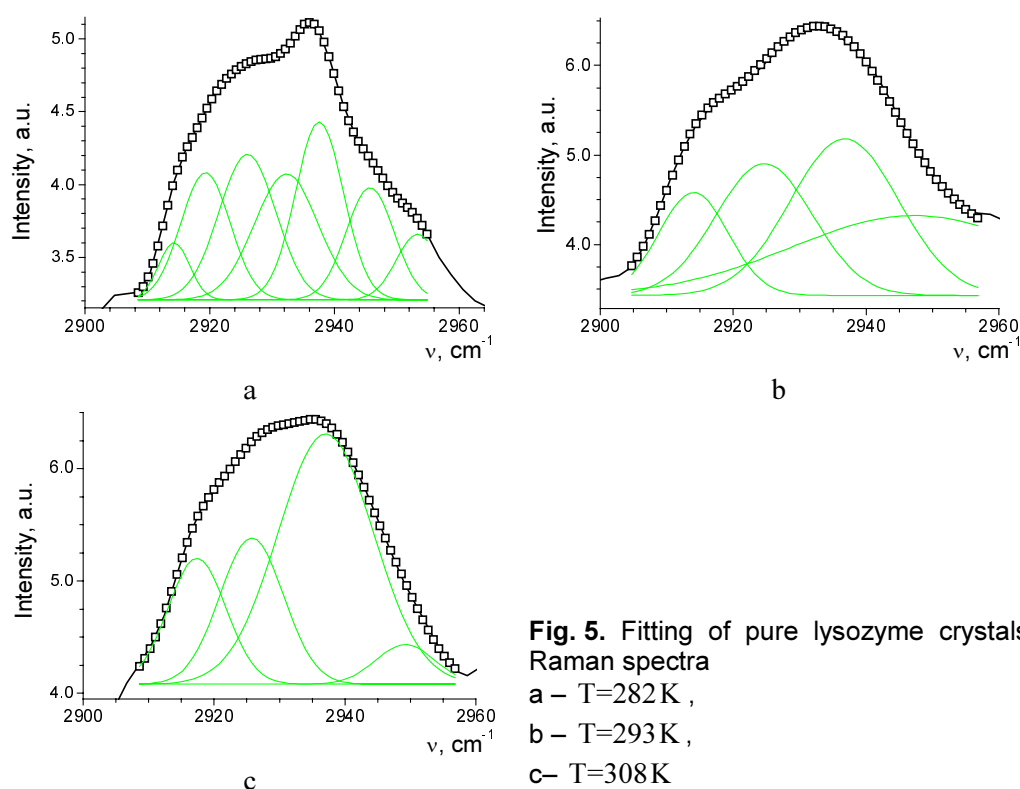 5.0
4.5
4.0
3.5
Intensity, a.u.
2900 2920 2940 2960
ν, cm-1
a
6.0
5.0
4.0
Intensity, a.u.
2900 2920 2940 2960
ν, cm-1
b
6.0
5.0
4.0
Intensity, a.u.
2900 2920 2940 2960
ν, cm-1
c
Fig. 5. Fitting of pure lysozyme crystals
Raman spectra
a – T=282K ,
b – T=293K ,
c– T=308K